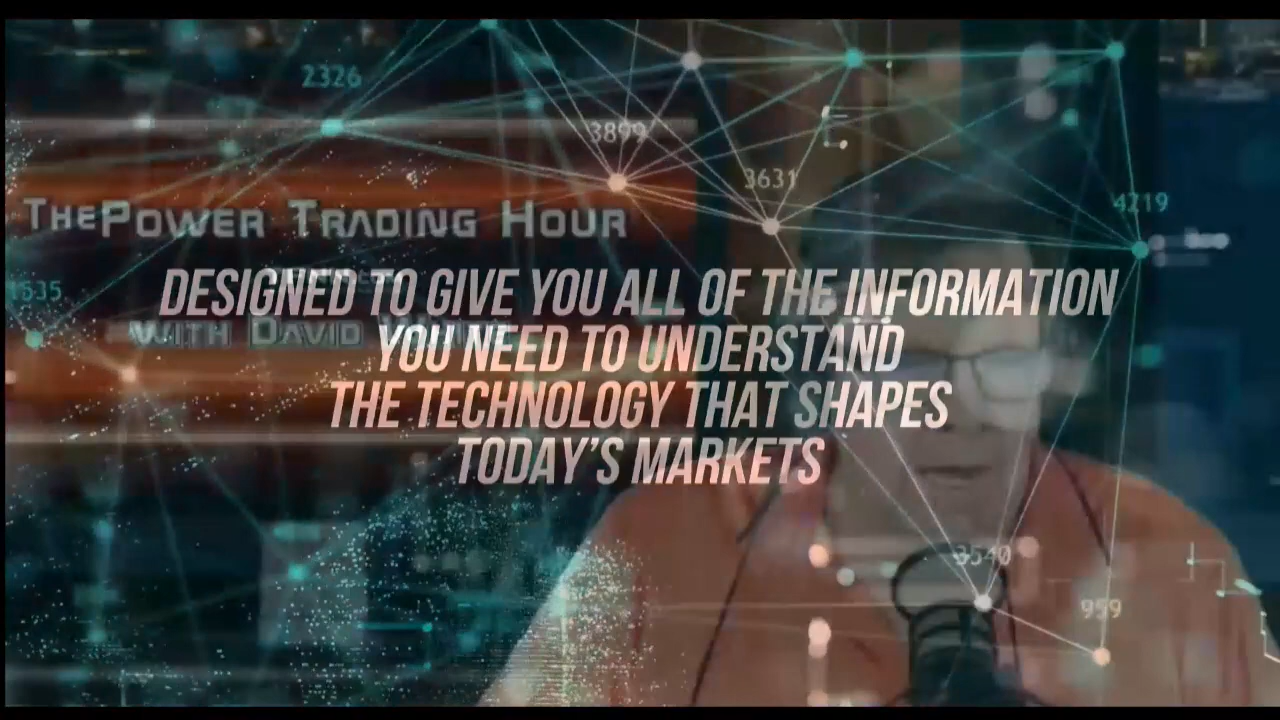 2326
3899
3631
4219
ThePower Trading Hour
1635
DESIGNED TO GIVE YOU ALL OF THE INFORMATION
WITH DAVID
YOU NEED TO UNDERSTAND
THE TECHNOLOGY THAT SHAPES
TODAY'S MARKETS
3540
959